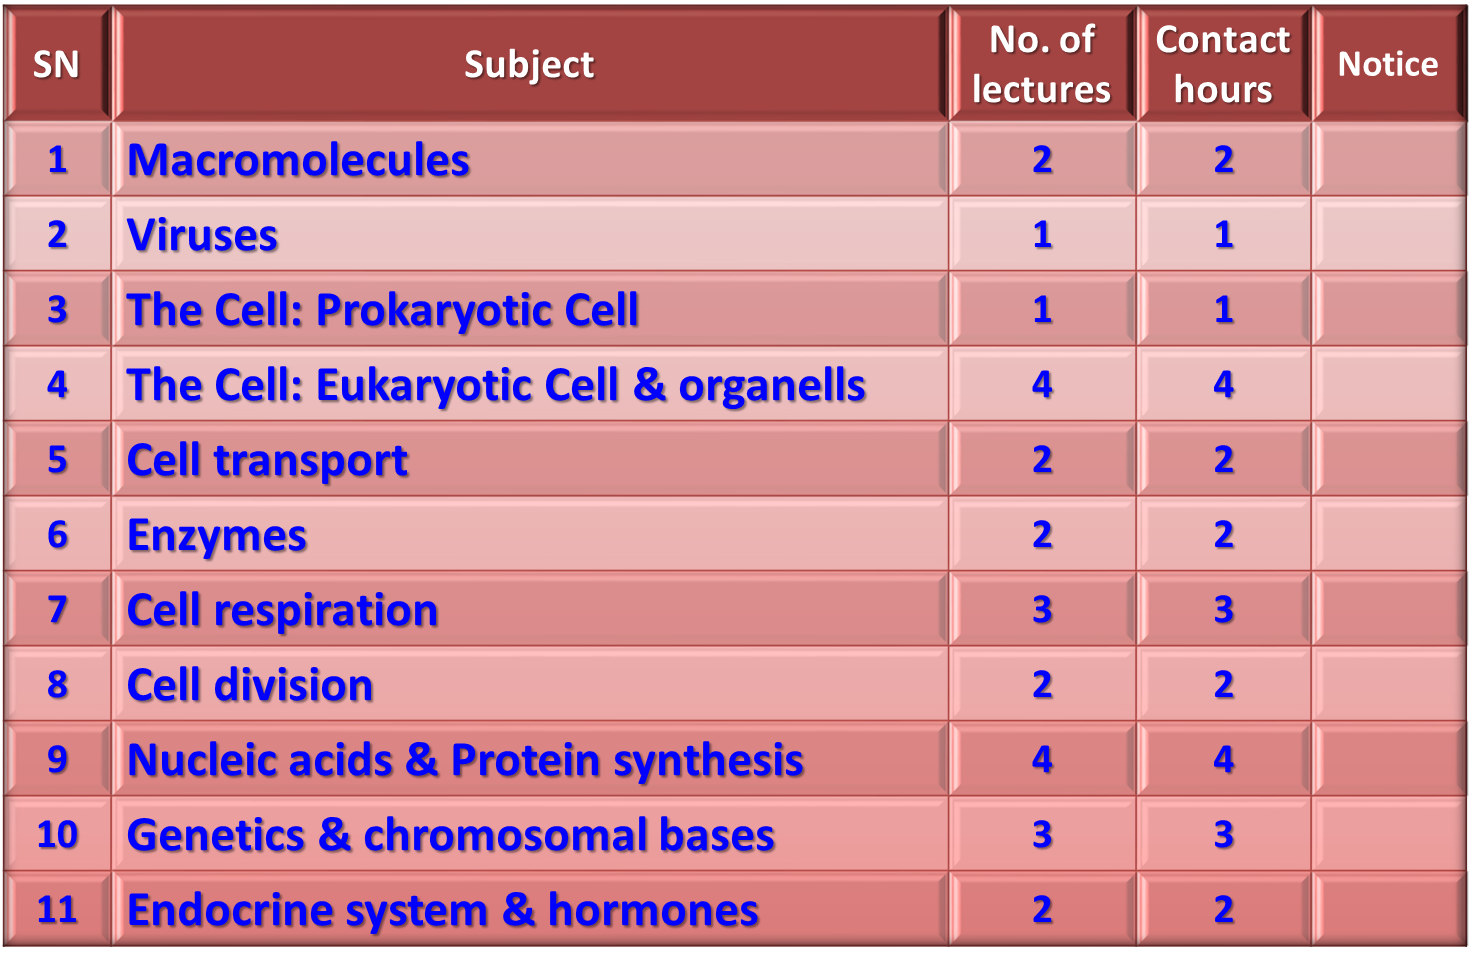 SN Subject No. of lectures Contact hours Notice
1 Macromolecules 2 2
2 Viruses 1 1
3 The Cell: Prokaryotic Cell 1 1
4 The Cell: Eukaryotic Cell & organells 4 4
5 Cell transport 2 2
6 Enzymes 2 2
7 Cell respiration 3 3
8 Cell division 2 2
9 Nucleic acids & Protein synthesis 4 4
10 Genetics & chromosomal bases 3 3
11 Endocrine system & hormones 2 2